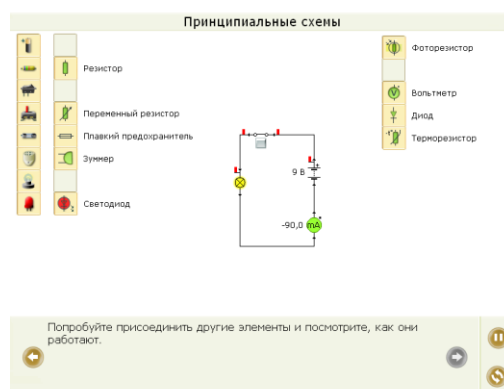 Принципиальные схемы
Резистор
Переменный резистор
Плавкий предохранитель
Зуммер
Светодиод
Фоторезистор
Вольтметр
Диод
Терморезистор
9 В
-90,0 mA
Попробуйте присоединить другие элементы и посмотрите, как они
работают.